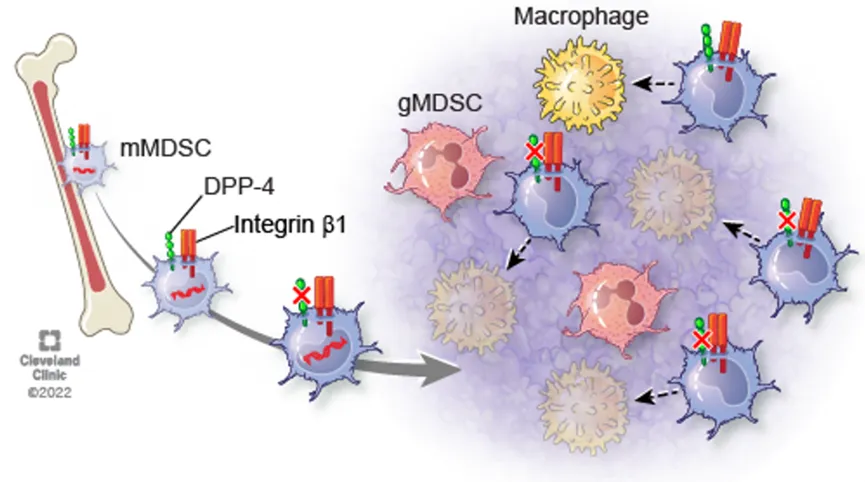 Macrophage
gMDSC
mMDSC
DPP-4
Integrin β1
Cleveland
Clinic
©2022